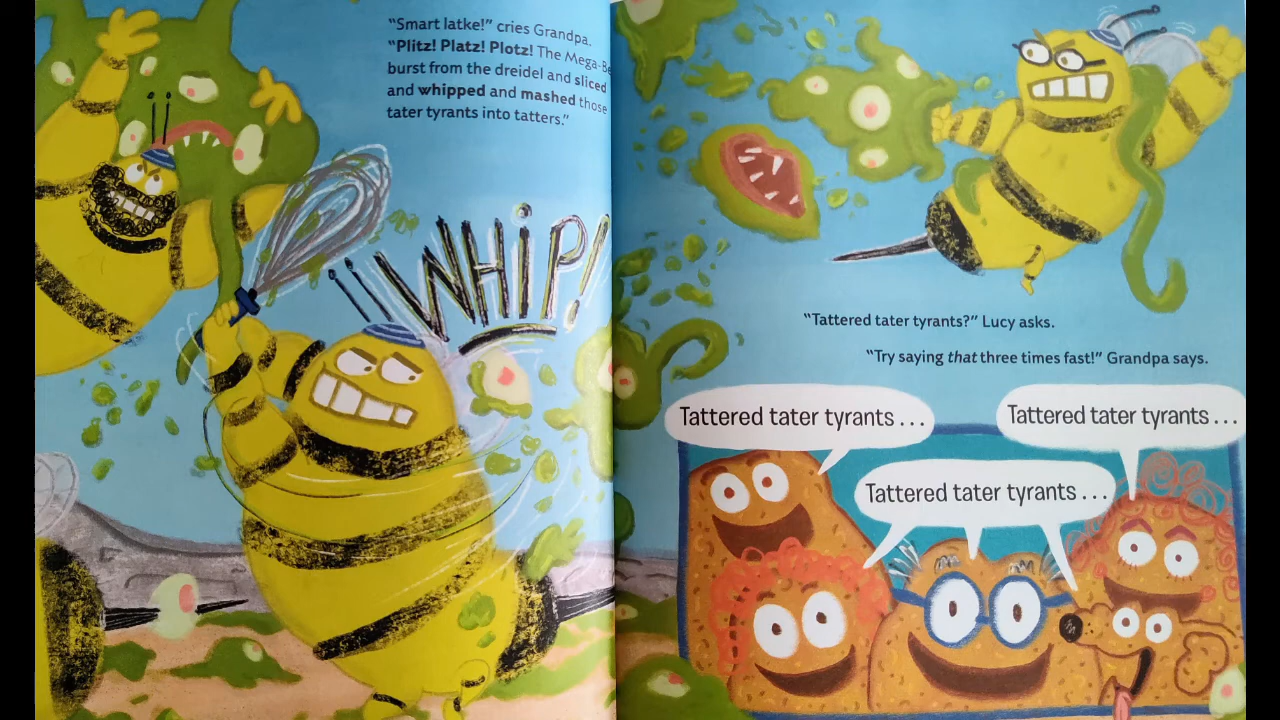 "Smart latke!" cries Grandpa.
"Plitz! Platz! Plotz! The Mega-Be
burst from the dreidel and sliced
and whipped and mashed those
tater tyrants into tatters."
WHIP!
"Tattered tater tyrants?" Lucy asks.
"Try saying that three times fast!" Grandpa says.
Tattered tater tyrants...
Tattered tater tyrants...
Tattered tater tyrants...